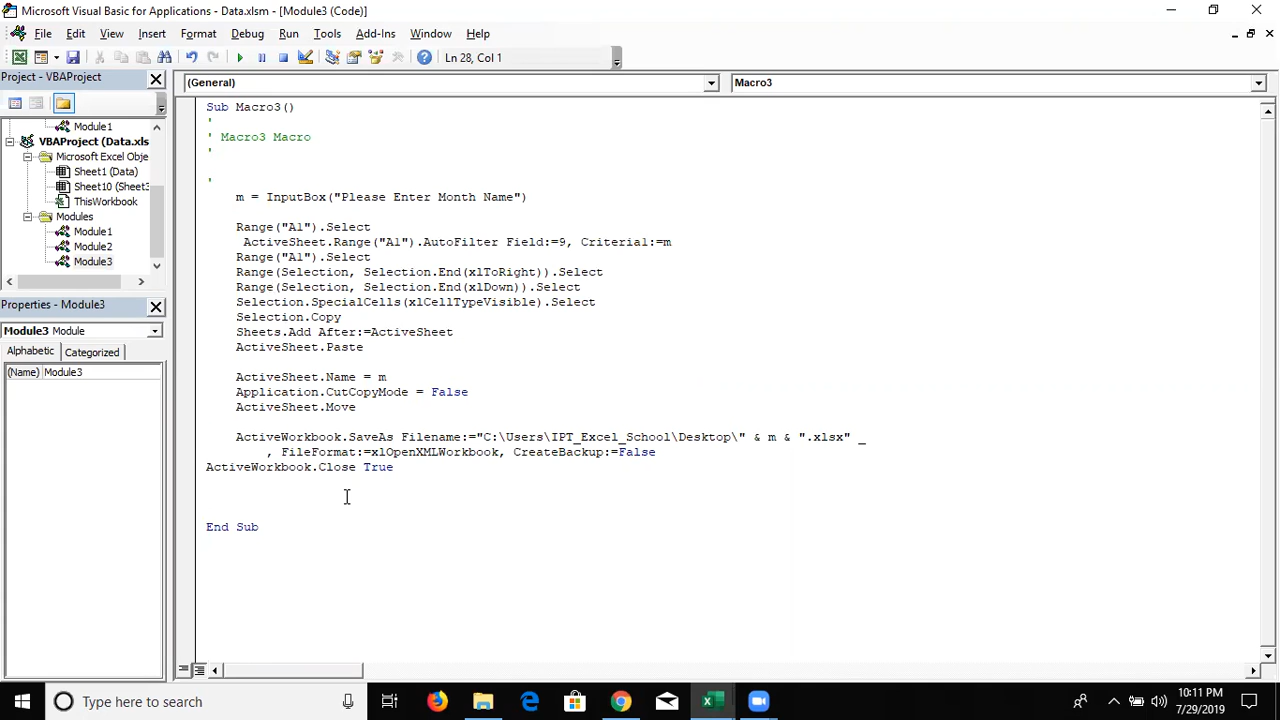 Microsoft Visual Basic for Applications - Data.xlsm - [Module3 (Code)]
File Edit View Insert Format Debug Run Tools Add-Ins Window Help
Ln 28, Col 1
Project - VBAProject
(General)
Macro3
Module1
VBAProject (Data.xls
Microsoft Excel Obje
Sheet1 (Data)
Sheet10 (Sheet3
ThisWorkbook
Modules
Module1
Module2
Module3
Properties - Module3
Module3 Module
Alphabetic Categorized
(Name) Module3
Sub Macro3()
'
' Macro3 Macro
'
'
m = InputBox("Please Enter Month Name")
Range("A1").Select
ActiveSheet.Range("A1").AutoFilter Field:=9, Criteria1:=m
Range("A1").Select
Range(Selection, Selection.End(xlToRight)).Select
Range(Selection, Selection.End(xlDown)).Select
Selection.SpecialCells(xlCellTypeVisible).Select
Selection.Copy
Sheets.Add After:=ActiveSheet
ActiveSheet.Paste
ActiveSheet.Name = m
Application.CutCopyMode = False
ActiveSheet.Move
ActiveWorkbook.SaveAs Filename:="C:\Users\IPT_Excel_School\Desktop\" & m & ".xlsx" _
, FileFormat:=xlOpenXMLWorkbook, CreateBackup:=False
ActiveWorkbook.Close True
End Sub
Type here to search
10:11 PM
7/29/2019